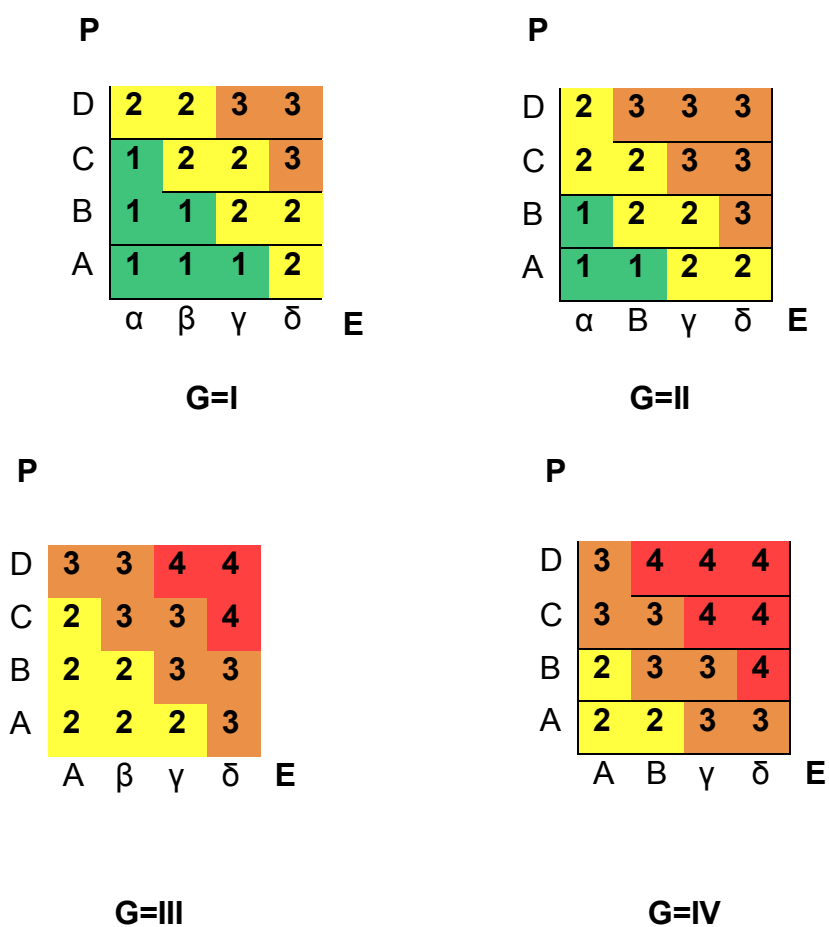 P
D 2 2 3 3
C 1 2 2 3
B 1 1 2 2
A 1 1 1 2
α β γ δ E
G=I
P
D 2 3 3 3
C 2 2 3 3
B 1 2 2 3
A 1 1 2 2
α Β γ δ E
G=II
P
D 3 3 4 4
C 2 3 3 4
B 2 2 3 3
A 2 2 2 3
Α β γ δ E
G=III
P
D 3 4 4 4
C 3 3 4 4
B 2 3 3 4
A 2 2 3 3
Α Β γ δ E
G=IV